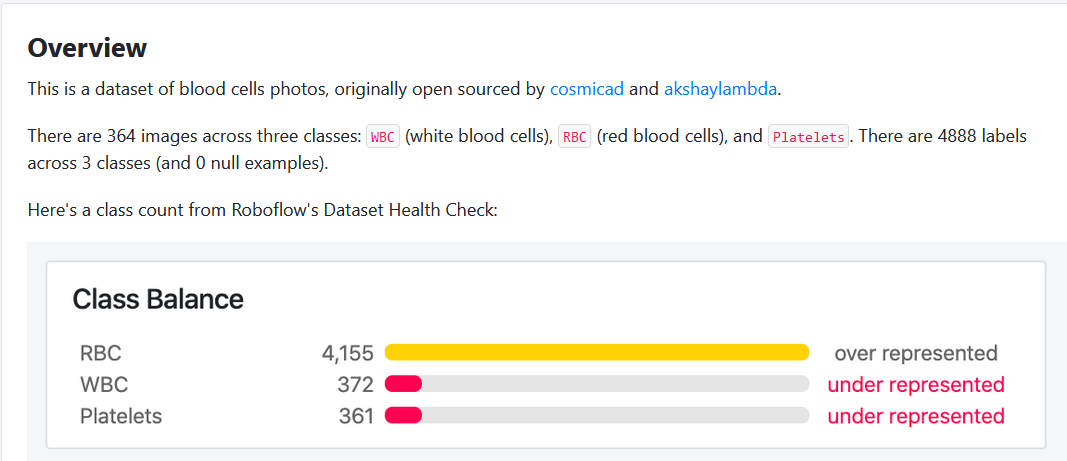 Overview
This is a dataset of blood cells photos, originally open sourced by cosmicad and akshaylambda.
There are 364 images across three classes: WBC (white blood cells), RBC (red blood cells), and Platelets. There are 4888 labels
across 3 classes (and 0 null examples).
Here's a class count from Roboflow's Dataset Health Check:
Class Balance
RBC 4,155 over represented
WBC 372 under represented
Platelets 361 under represented